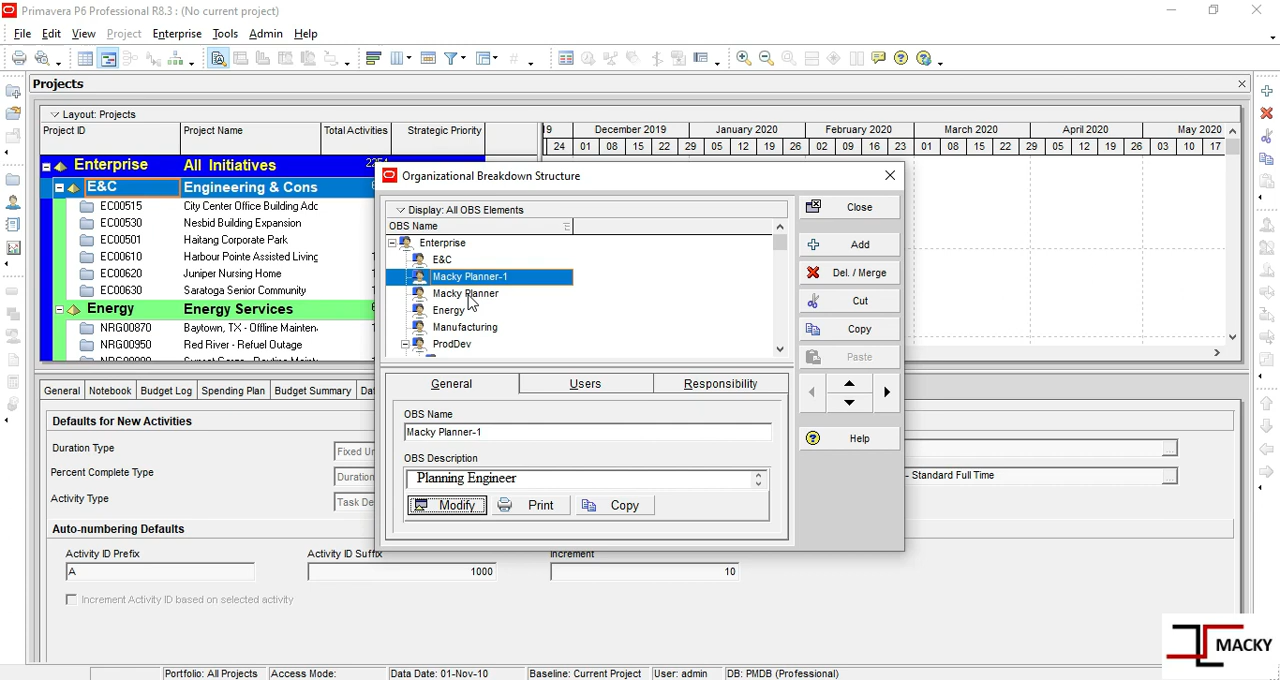 Primavera P6 Professional R8.3 : (No current project)
File Edit View Project Enterprise Tools Admin Help
Projects
Layout: Projects
Project ID Project Name Total Activities Strategic Priority
December 2019 January 2020 February 2020 March 2020 April 2020 May 2020
24 01 08 15 22 29 05 12 19 26 02 09 16 23 01 08 15 22 29 05 12 19 26 03 10 17
Enterprise All Initiatives
E&C Engineering & Cons
EC00515 City Center Office Building Adc
EC00530 Nesbid Building Expansion
EC00501 Haitang Corporate Park
EC00610 Harbour Pointe Assisted Living
EC00620 Juniper Nursing Home
EC00630 Saratoga Senior Community
Energy Energy Services
NRG00870 Baytown, TX - Offline Mainten
NRG00950 Red River - Refuel Outage
Organizational Breakdown Structure
Display: All OBS Elements
OBS Name
Enterprise
E&C
Macky Planner-1
Macky Planner
Energy
Manufacturing
ProdDev
Close
Add
Del. / Merge
Cut
Copy
Paste
Help
General Users Responsibility
OBS Name
Macky Planner-1
OBS Description
Planning Engineer
Modify Print Copy
General Notebook Budget Log Spending Plan Budget Summary
Defaults for New Activities
Duration Type Fixed Un
Percent Complete Type Duration
- Standard Full Time
Activity Type Task De
Auto-numbering Defaults
Activity ID Prefix Activity ID Suffix Increment
A 1000 10
Increment Activity ID based on selected activity
Portfolio: All Projects Access Mode: Data Date: 01-Nov-10 Baseline: Current Project User: admin DB: PMDB (Professional)
MACKY